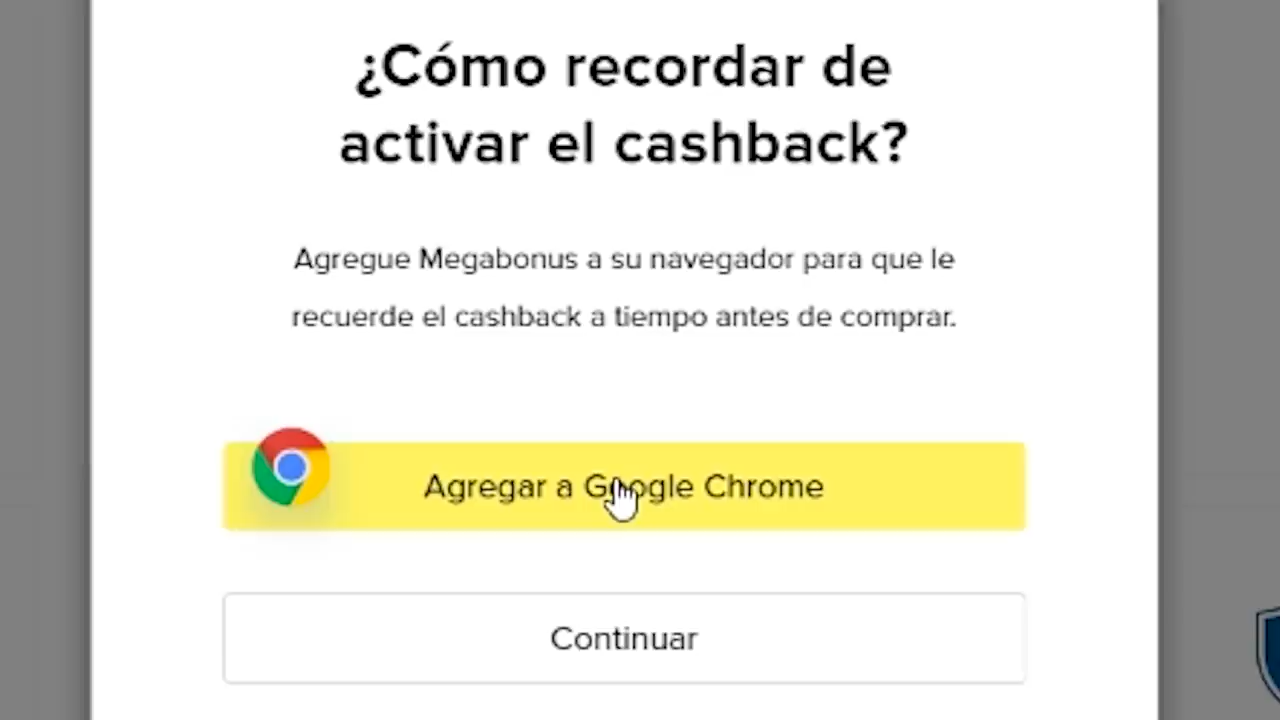 ¿Cómo recordar de
activar el cashback?
Agregue Megabonus a su navegador para que le
recuerde el cashback a tiempo antes de comprar.
Agregar a Google Chrome
Continuar